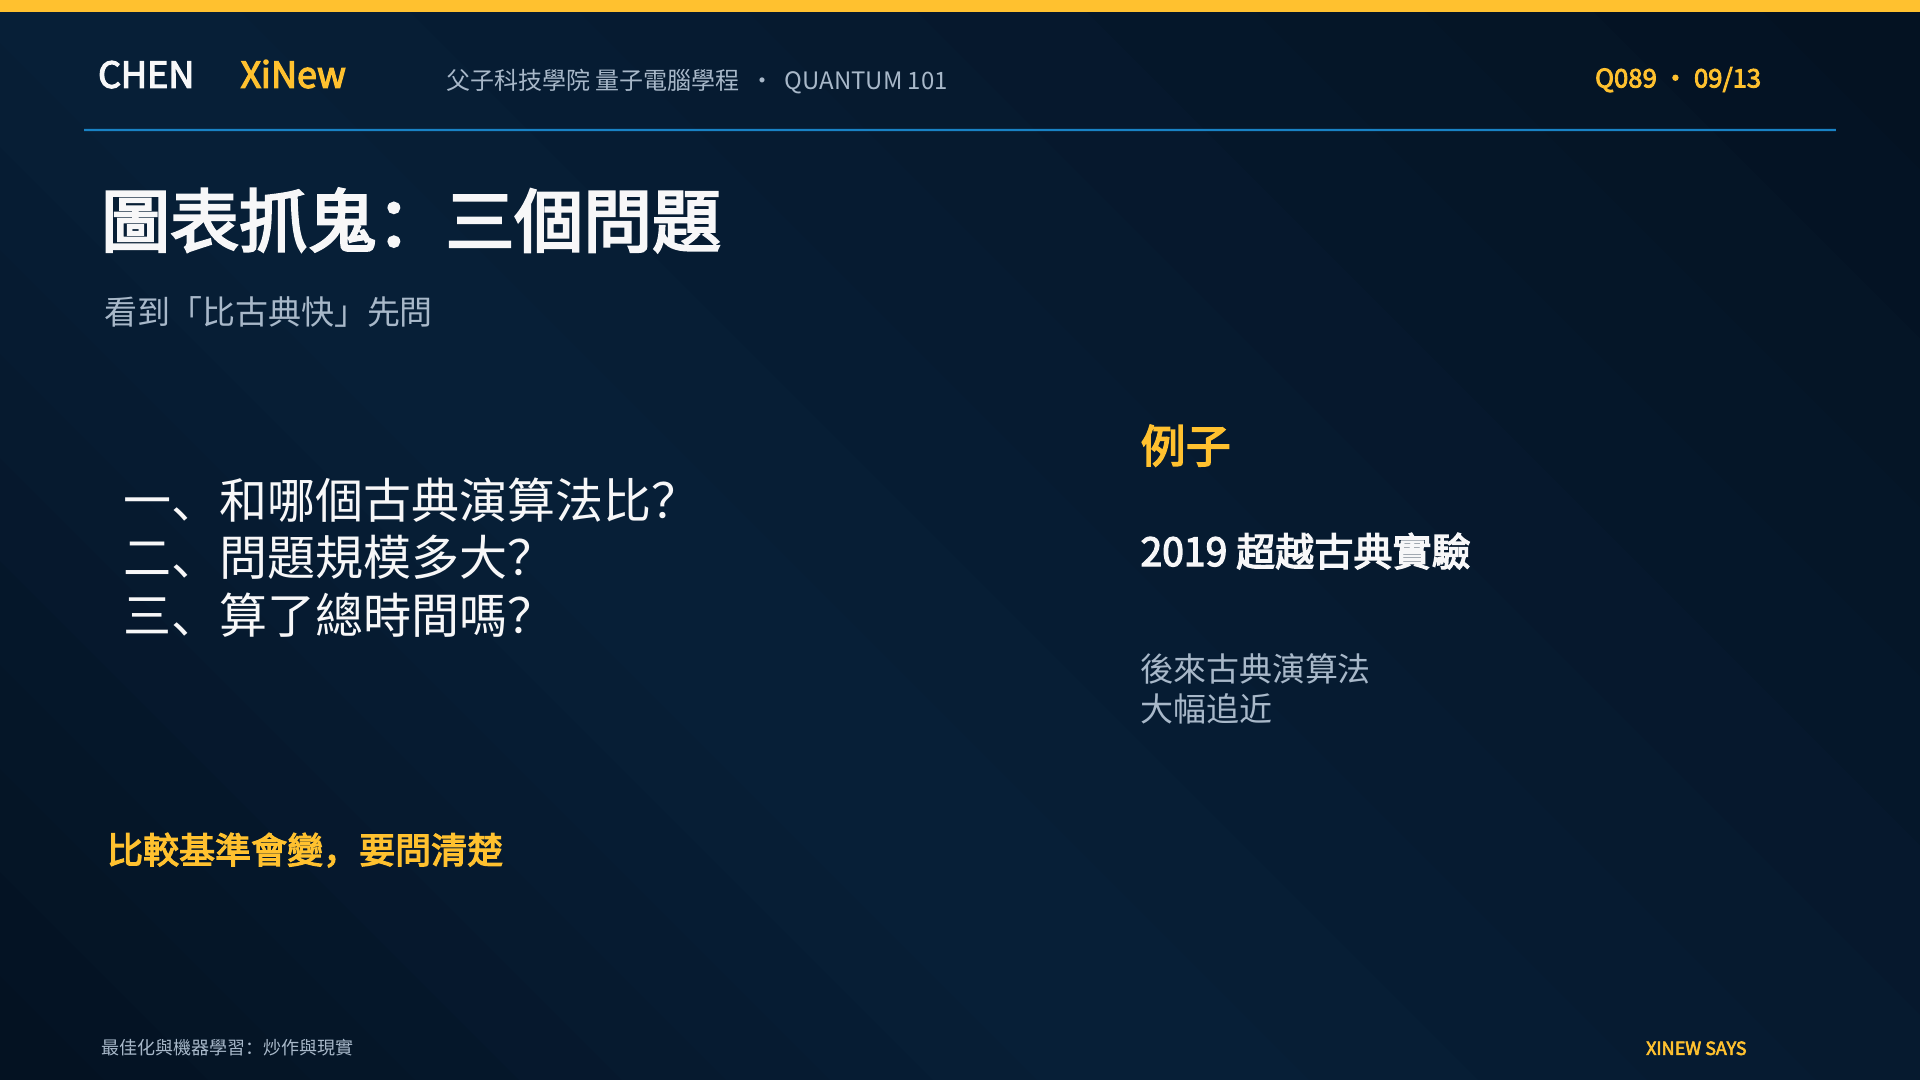 CHEN XiNew 父子科技學院 量子電腦學程 • QUANTUM 101 Q089 • 09/13
圖表抓鬼：三個問題
看到「比古典快」先問
一、和哪個古典演算法比？
二、問題規模多大？
三、算了總時間嗎？
例子
2019 超越古典實驗
後來古典演算法
大幅追近
比較基準會變，要問清楚
最佳化與機器學習：炒作與現實
XINEW SAYS